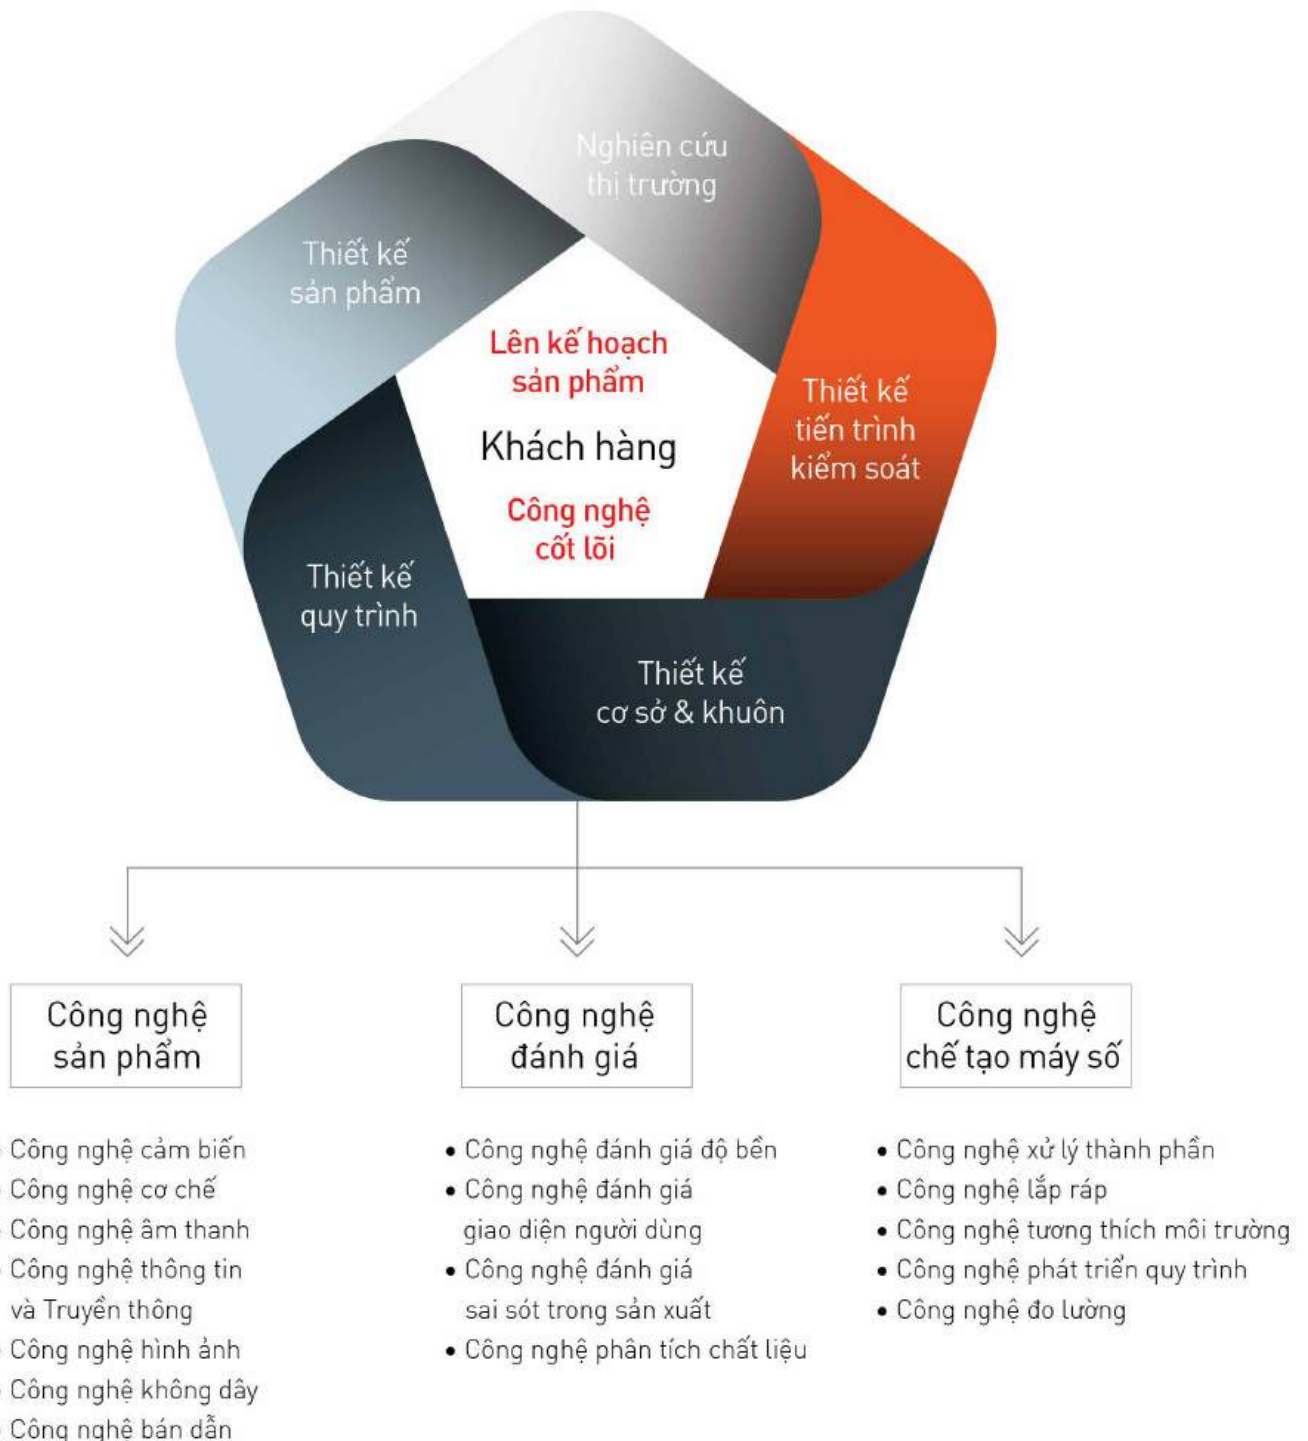 Nghiên cứu
thị trường
Thiết kế
sản phẩm
Lên kế hoạch
sản phẩm
Khách hàng
Công nghệ
cốt lõi
Thiết kế
tiến trình
kiểm soát
Thiết kế
quy trình
Thiết kế
cơ sở & khuôn
Công nghệ
sản phẩm
Công nghệ cảm biến
Công nghệ cơ chế
Công nghệ âm thanh
Công nghệ thông tin
và Truyền thông
Công nghệ hình ảnh
Công nghệ không dây
Công nghệ bán dẫn
Công nghệ
đánh giá
• Công nghệ đánh giá độ bền
• Công nghệ đánh giá
giao diện người dùng
• Công nghệ đánh giá
sai sót trong sản xuất
• Công nghệ phân tích chất liệu
Công nghệ
chế tạo máy số
• Công nghệ xử lý thành phần
• Công nghệ lắp ráp
• Công nghệ tương thích môi trường
• Công nghệ phát triển quy trình
• Công nghệ đo lường